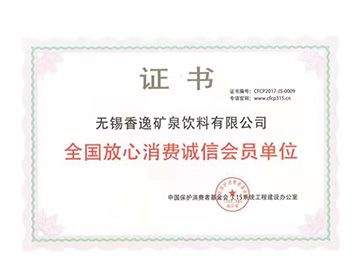 证书
证书编号：CFCP2017-JS-0009
专谊官网：www.cfcp315.cn
无锡香逸矿泉饮料有限公司
全国放心消费诚信会员单位
中国保护消费者基金会315系统工程建设办公室